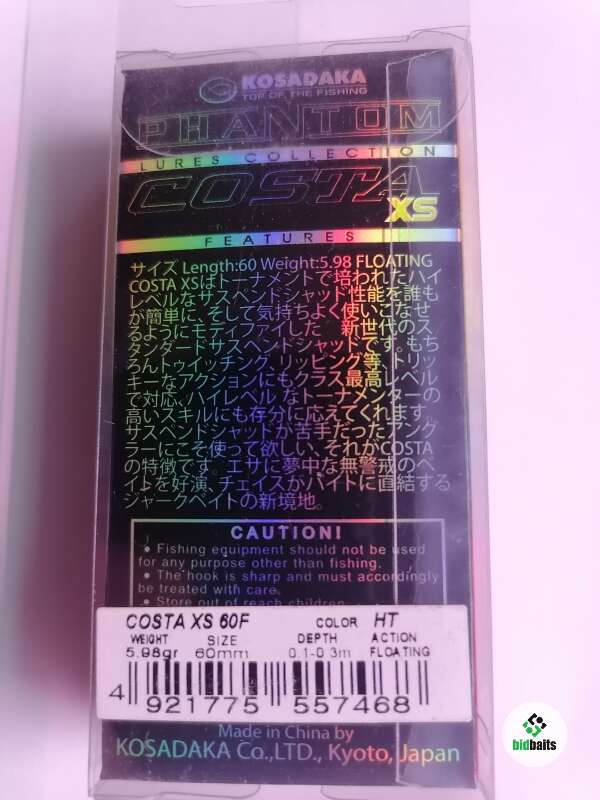 KOSADAKA
TOP OF THE FISHING
PHANTOM
LURES COLLECTION
COSTA
XS
FEATURES
サイズ Length:60 Weight:5.98 FLOATING
COSTA XSはトーナメントで培われたハイ
レベルなサスペンドシャッド性能を誰も
が簡単に、そして気持ちよく使いこなせ
るようにモディファイした 新世代のス
タンダードサスペンドシャッドです。もち
ろんトゥイッチング、リッピング等、トリッ
キーなアクションにもクラス最高レベル
で対応。ハイレベル なトーナメンターの
高いスキルにも存分に応えてくれます。
サスペンドシャットが苦手だったアング
ラーにこそ使って欲しい、それがCOSTA
の特徴です。エサに夢中な無警戒のベ
イトを好演、チェイスがバイトに直結する
ジャークベイトの新境地。
CAUTION!
• Fishing equipment should not be used
for any purpose other than fishing.
• The hook is sharp and must accordingly
be treated with care.
• Store out of reach children
COSTA XS 60F COLOR HT
WEIGHT SIZE DEPTH ACTION
5.98gr 60mm 0.1-0.3m FLOATING
4 921775 557468
Made in China by
KOSADAKA Co.,LTD., Kyoto, Japan
bidbaits